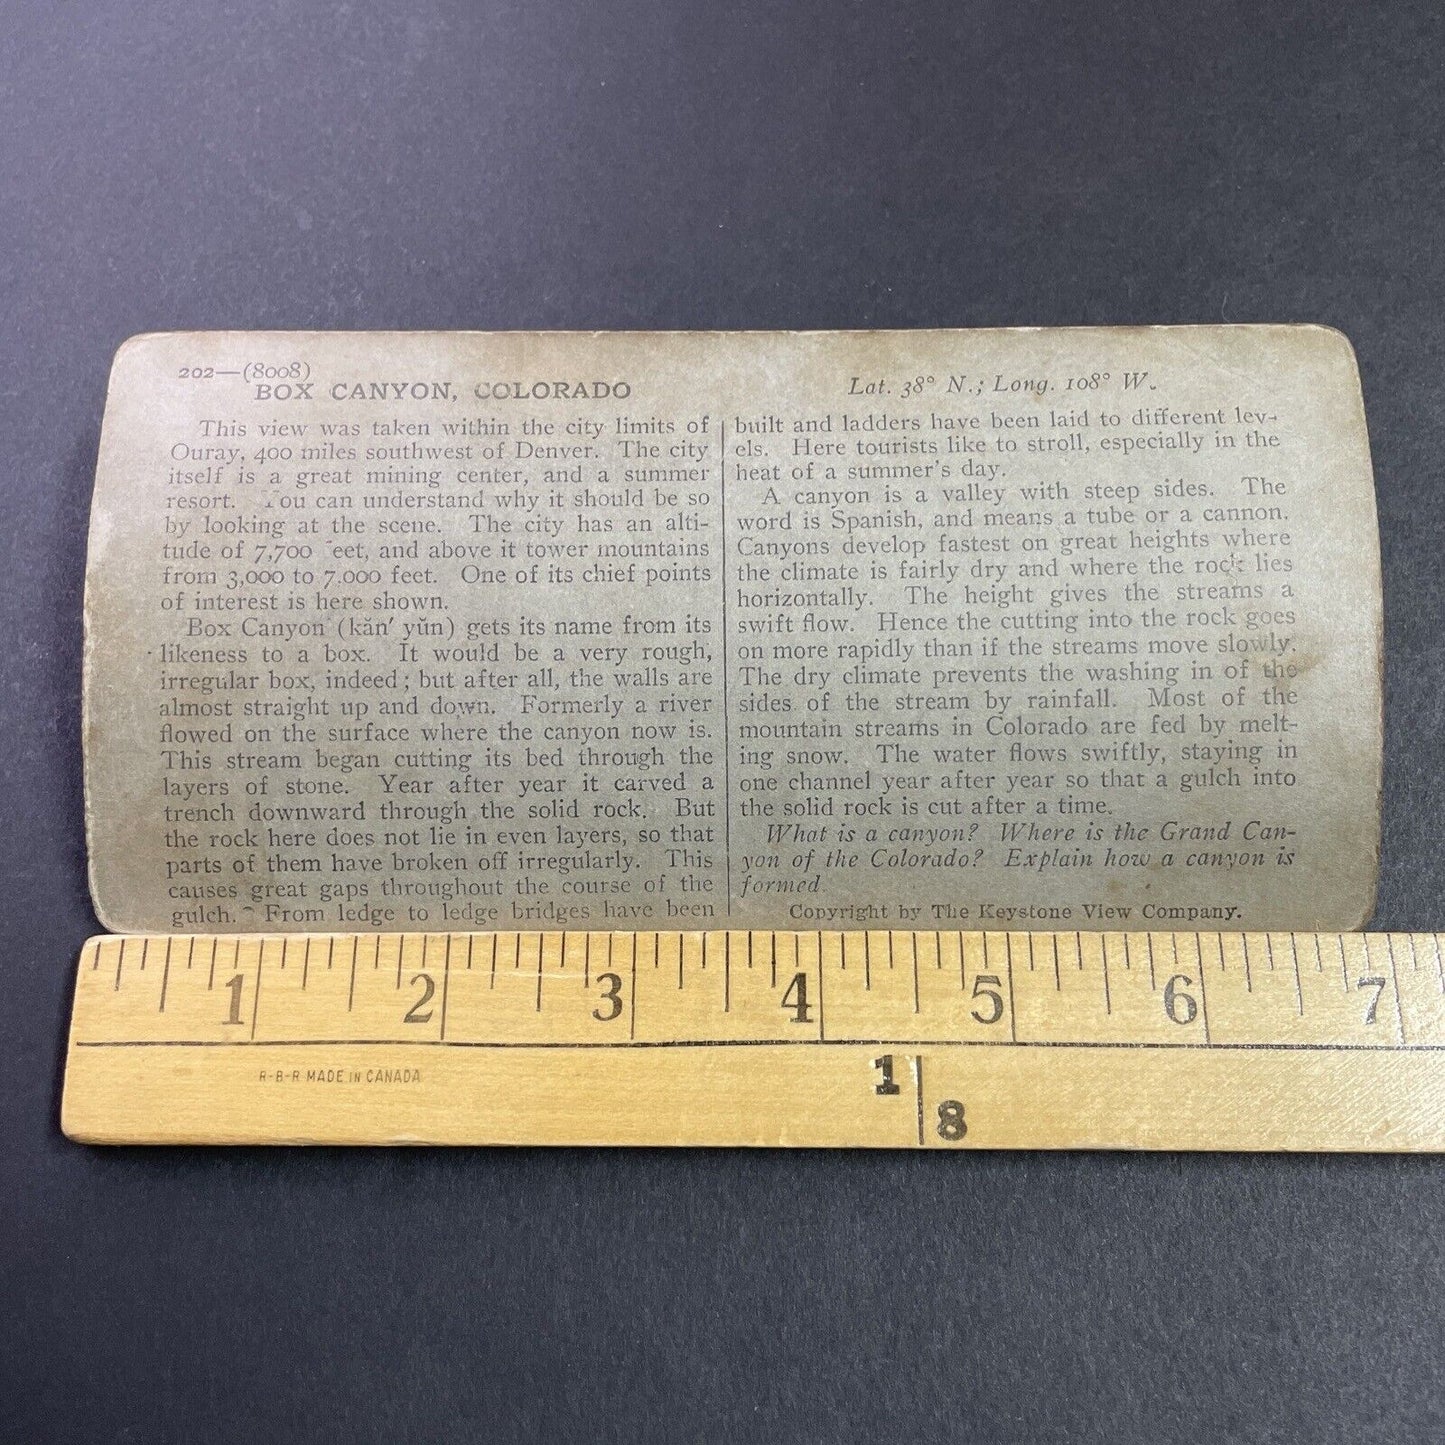 202—(8008)
BOX CANYON, COLORADO
Lat. 38° N.; Long. 108° W.
This view was taken within the city limits of
Ouray, 400 miles southwest of Denver. The city
itself is a great mining center, and a summer
resort. You can understand why it should be so
by looking at the scene. The city has an alti-
tude of 7,700 feet, and above it tower mountains
from 3,000 to 7,000 feet. One of its chief points
of interest is here shown.
Box Canyon (kăn′ yŭn) gets its name from its
likeness to a box. It would be a very rough,
irregular box, indeed; but after all, the walls are
almost straight up and down. Formerly a river
flowed on the surface where the canyon now is.
This stream began cutting its bed through the
layers of stone. Year after year it carved a
trench downward through the solid rock. But
the rock here does not lie in even layers, so that
parts of them have broken off irregularly. This
causes great gaps throughout the course of the
gulch. From ledge to ledge bridges have been
built and ladders have been laid to different lev-
els. Here tourists like to stroll, especially in the
heat of a summer's day.
A canyon is a valley with steep sides. The
word is Spanish, and means a tube or a cannon.
Canyons develop fastest on great heights where
the climate is fairly dry and where the rock lies
horizontally. The height gives the streams a
swift flow. Hence the cutting into the rock goes
on more rapidly than if the streams move slowly.
The dry climate prevents the washing in of the
sides of the stream by rainfall. Most of the
mountain streams in Colorado are fed by melt-
ing snow. The water flows swiftly, staying in
one channel year after year so that a gulch into
the solid rock is cut after a time.
What is a canyon? Where is the Grand Can-
yon of the Colorado? Explain how a canyon is
formed.
Copyright by The Keystone View Company.
1 2 3 4 5 6 7
R-B-R MADE IN CANADA
1
8